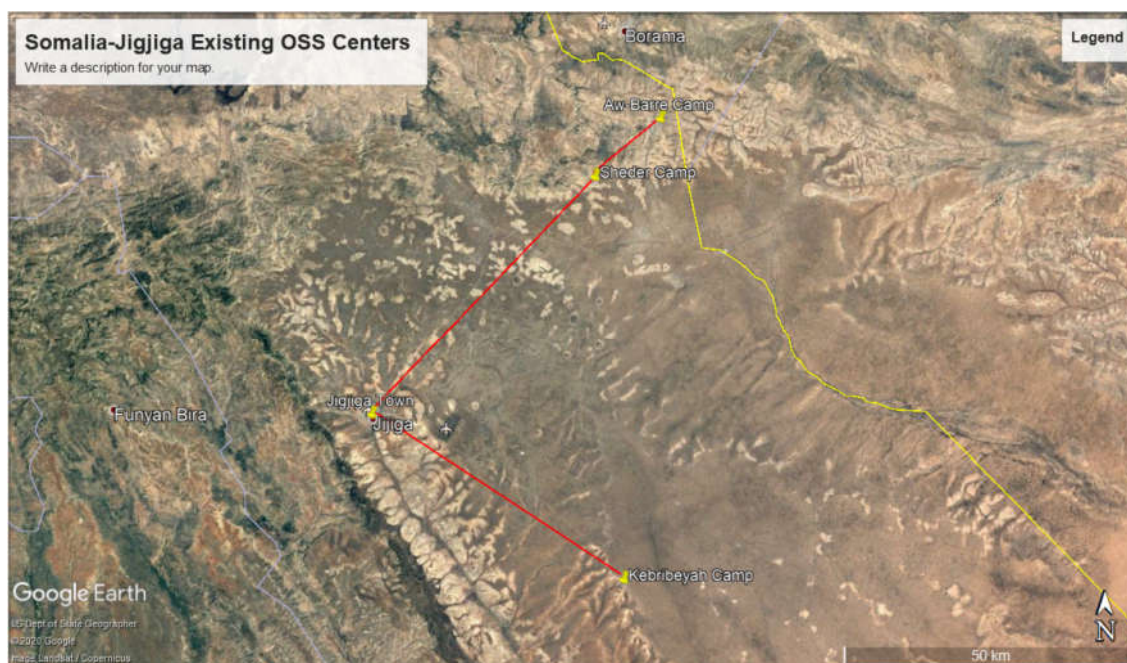 Somalia-Jigjiga Existing OSS Centers
Write a description for your map.
Legend
Borama
Aw-Barre Camp
Sheder Camp
Jigjiga Town
Jijiga
Funyan Bira
Kebribeyah Camp
Google Earth
US Dept of State Geographer
©2020 Google
Image Landsat / Copernicus
N
50 km